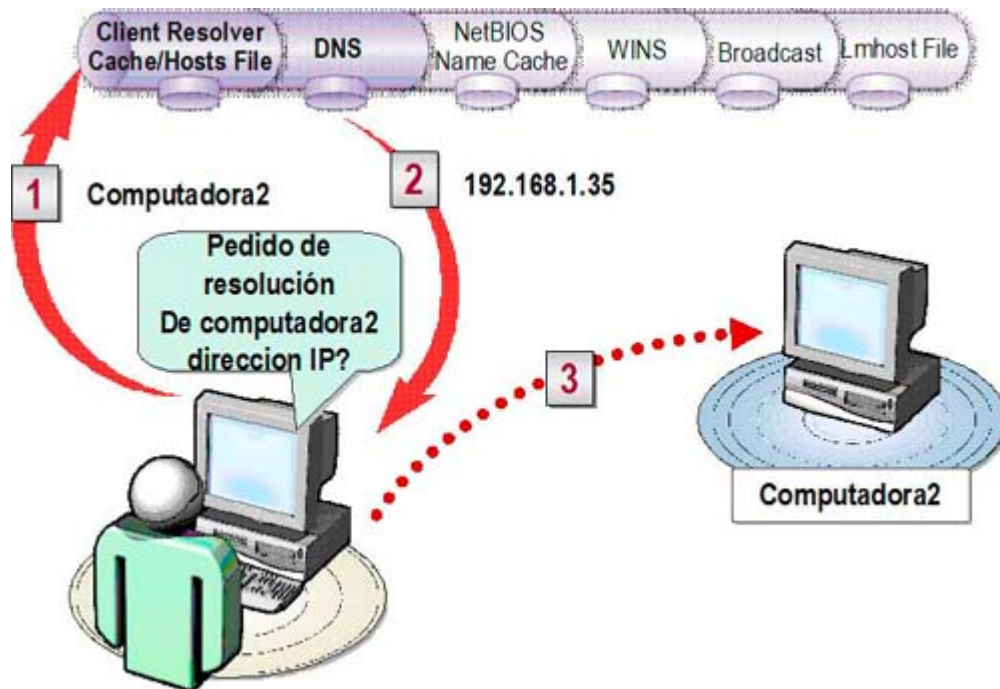 Client Resolver
Cache/Hosts File
DNS
NetBIOS
Name Cache
WINS
Broadcast
Lmhost File
1
Computadora2
2
192.168.1.35
Pedido de
resolución
De computadora2
direccion IP?
3
Computadora2